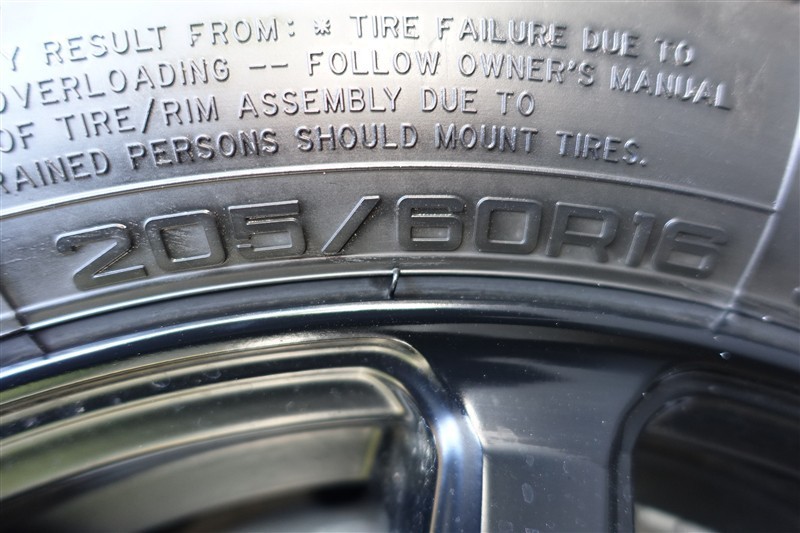 Y RESULT FROM: * TIRE FAILURE DUE TO
OVERLOADING -- FOLLOW OWNER'S MANUAL
OF TIRE/RIM ASSEMBLY DUE TO
RAINED PERSONS SHOULD MOUNT TIRES.
205/60R16